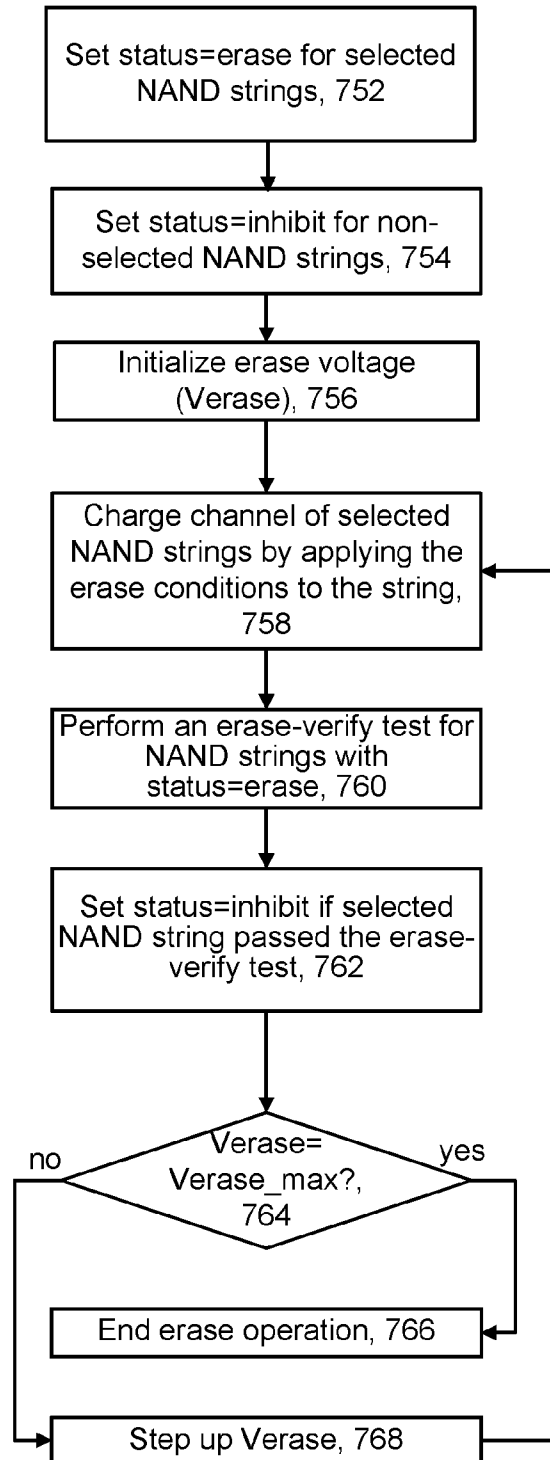 Set status=erase for selected
NAND strings, 752
Set status=inhibit for non-
selected NAND strings, 754
Initialize erase voltage
(Verase), 756
Charge channel of selected
NAND strings by applying the
erase conditions to the string,
758
Perform an erase-verify test for
NAND strings with
status=erase, 760
Set status=inhibit if selected
NAND string passed the erase-
verify test, 762
no
Verase=
Verase_max?,
764
yes
End erase operation, 766
Step up Verase, 768